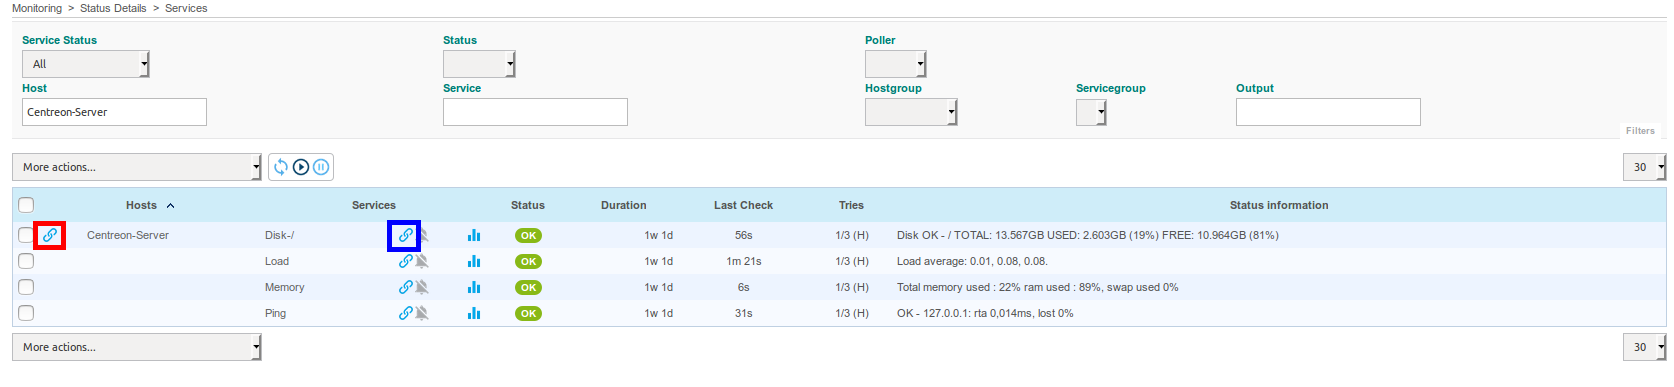 Monitoring > Status Details > Services
Service Status Status Poller
All
Host Service Hostgroup Servicegroup Output
Centreon-Server
Filters
More actions... 30
Hosts Services Status Duration Last Check Tries Status information
Centreon-Server Disk-/ OK 1w 1d 56s 1/3 (H) Disk OK - / TOTAL: 13.567GB USED: 2.603GB (19%) FREE: 10.964GB (81%)
Load OK 1w 1d 1m 21s 1/3 (H) Load average: 0.01, 0.08, 0.08.
Memory OK 1w 1d 6s 1/3 (H) Total memory used : 22% ram used : 89%, swap used 0%
Ping OK 1w 1d 31s 1/3 (H) OK - 127.0.0.1: rta 0,014ms, lost 0%
More actions... 30